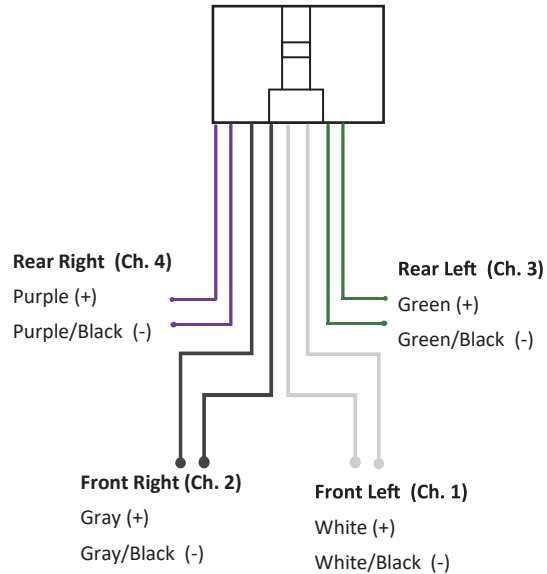 Rear Right (Ch. 4)
Purple (+)
Purple/Black (-)
Rear Left (Ch. 3)
Green (+)
Green/Black (-)
Front Right (Ch. 2)
Gray (+)
Gray/Black (-)
Front Left (Ch. 1)
White (+)
White/Black (-)